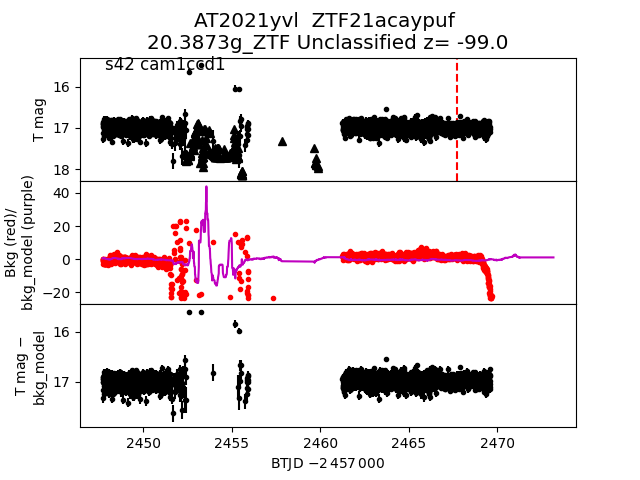 AT2021yvl  ZTF21acaypuf
20.3873g_ZTF Unclassified z= -99.0
s42 cam1ccd1
T mag
16
17
18
Bkg (red)/
bkg_model (purple)
40
20
0
−20
T mag −
bkg_model
16
17
2450
2455
2460
2465
2470
BTJD −2 457 000